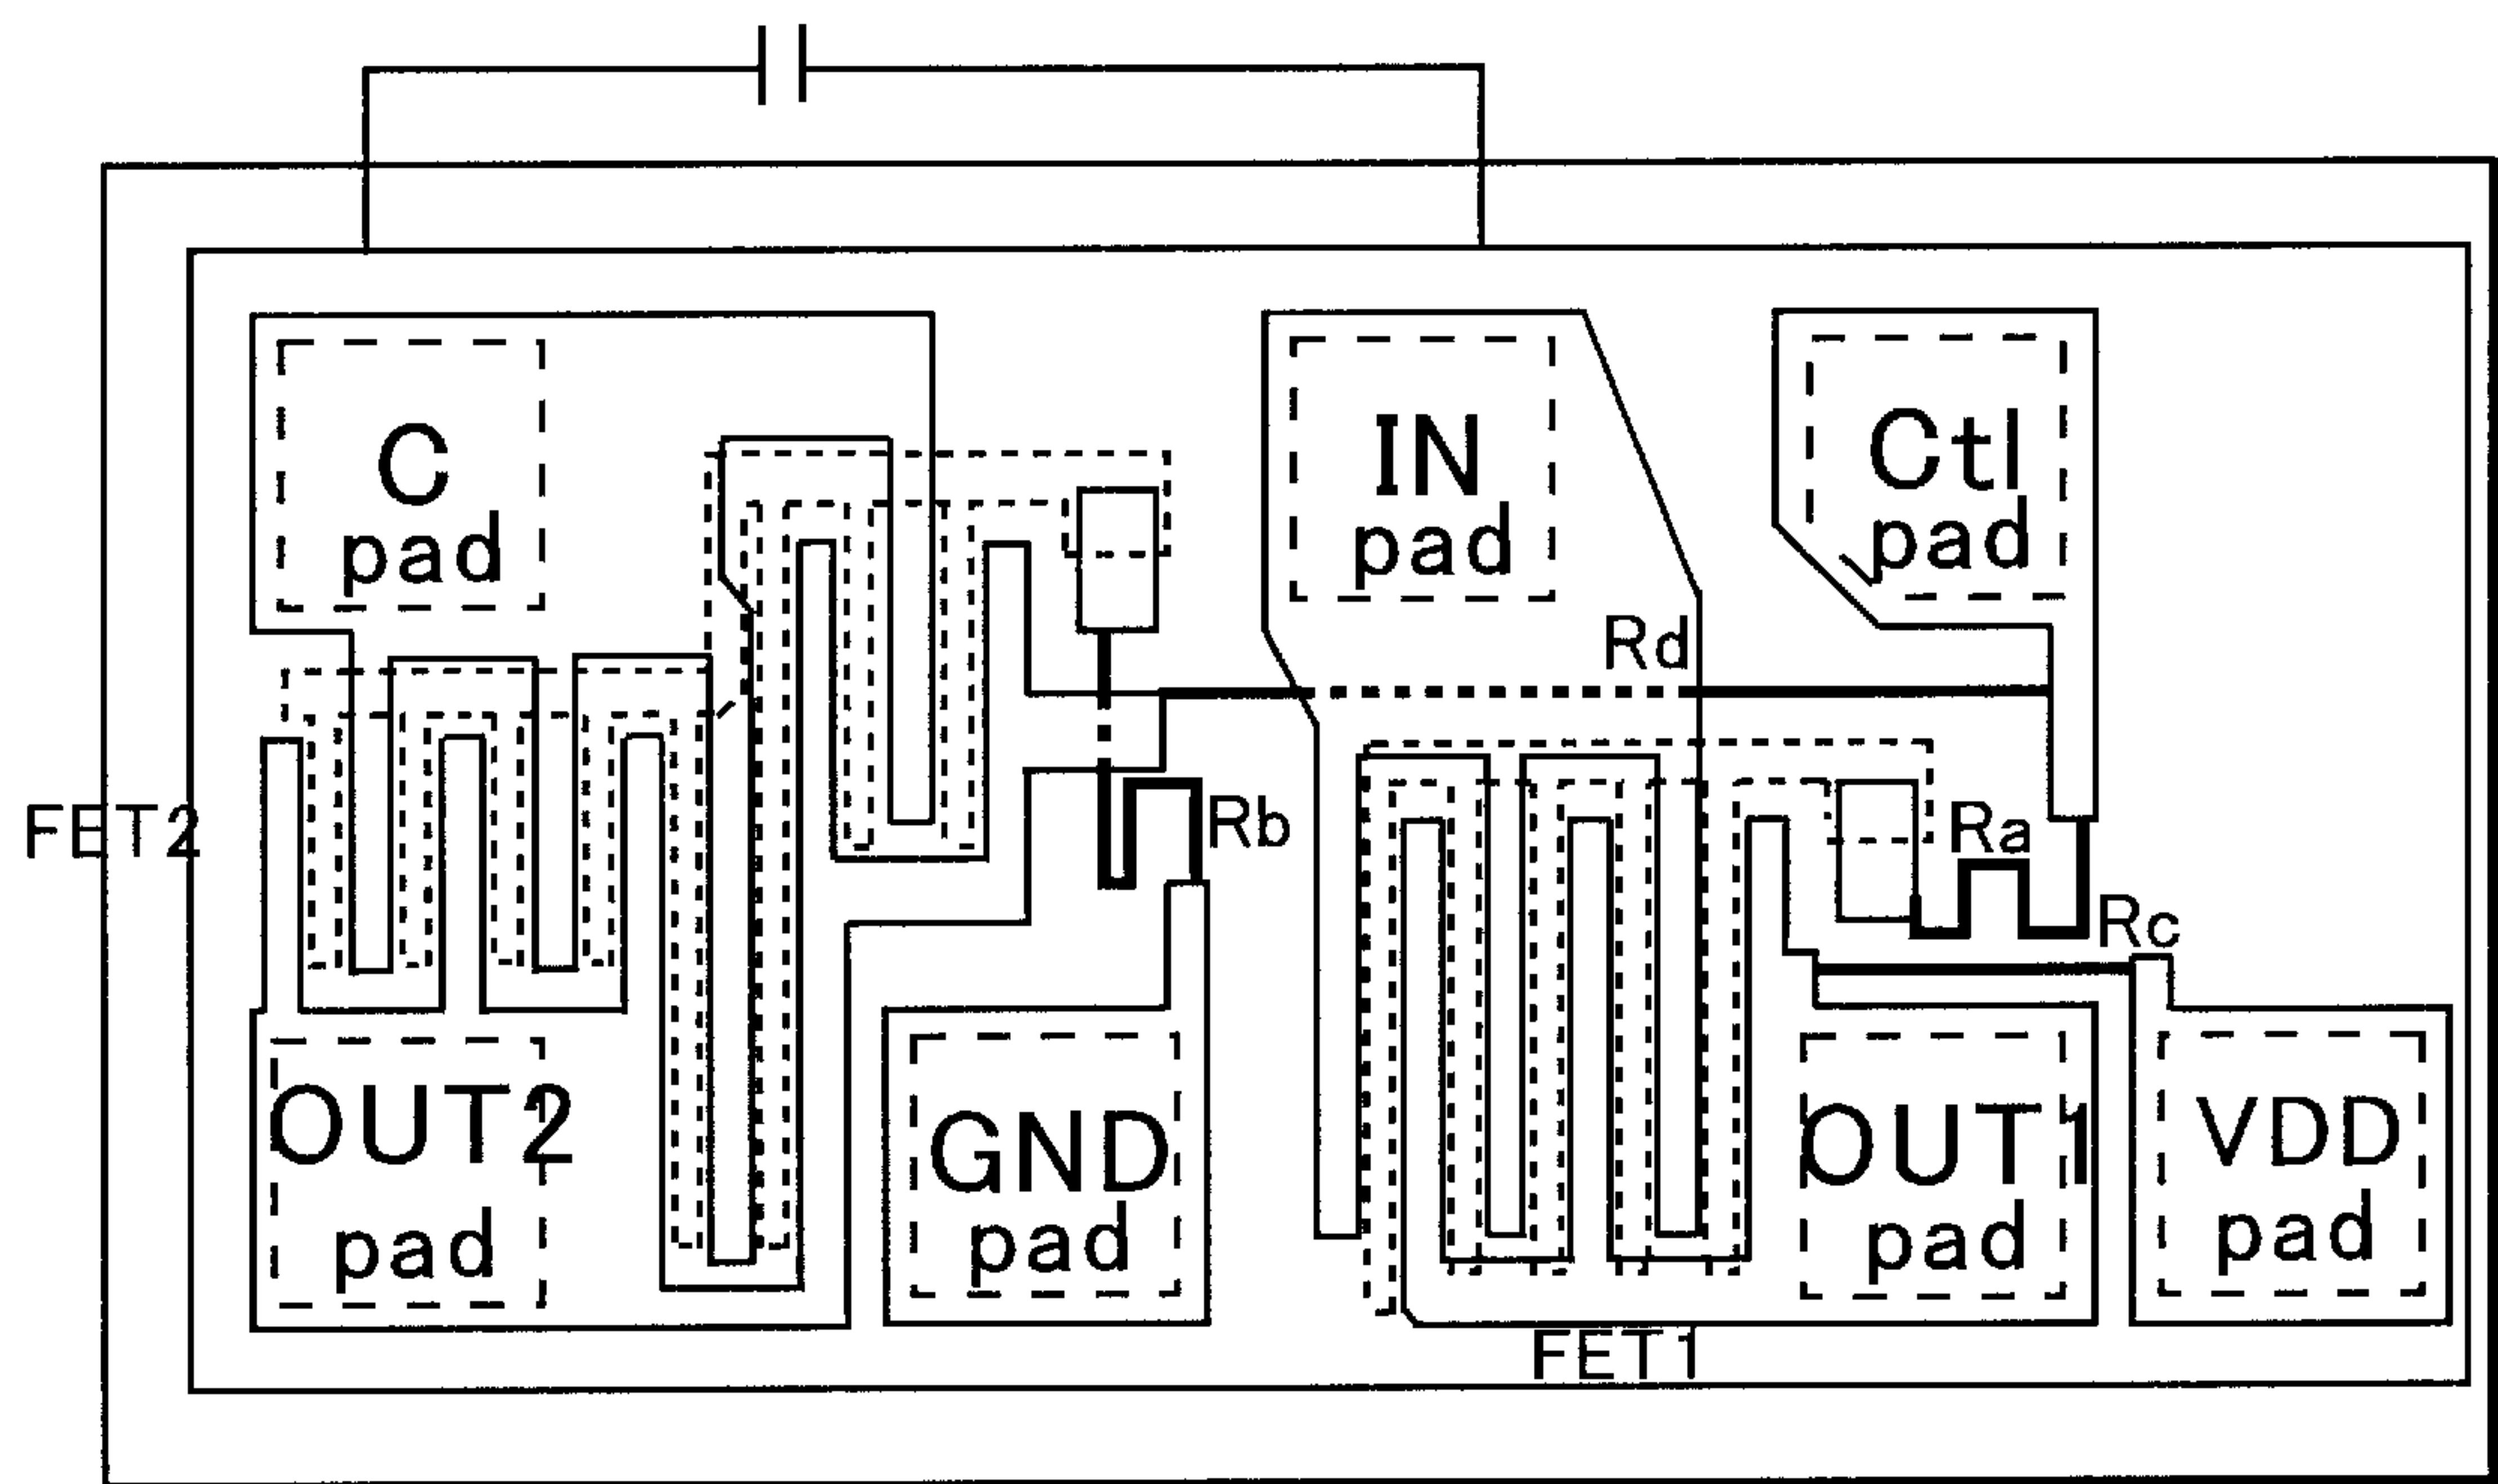 C
pad
IN
pad
Ctl
pad
Rd
FET2
Rb
Ra
Rc
OUT2
pad
GND
pad
OUT1
pad
VDD
pad
FET1